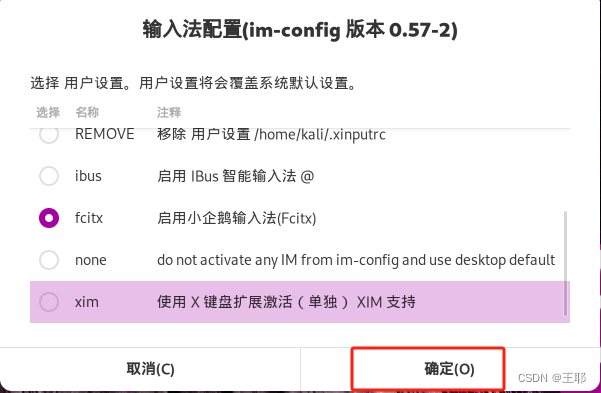 输入法配置(im-config 版本 0.57-2)
选择 用户设置。用户设置将会覆盖系统默认设置。
选择 名称 注释
REMOVE 移除 用户设置 /home/kali/.xinputrc
ibus 启用 IBus 智能输入法 @
fcitx 启用小企鹅输入法(Fcitx)
none do not activate any IM from im-config and use desktop default
xim 使用 X 键盘扩展激活（单独） XIM 支持
取消(C) 确定(O)
CSDN @王耶